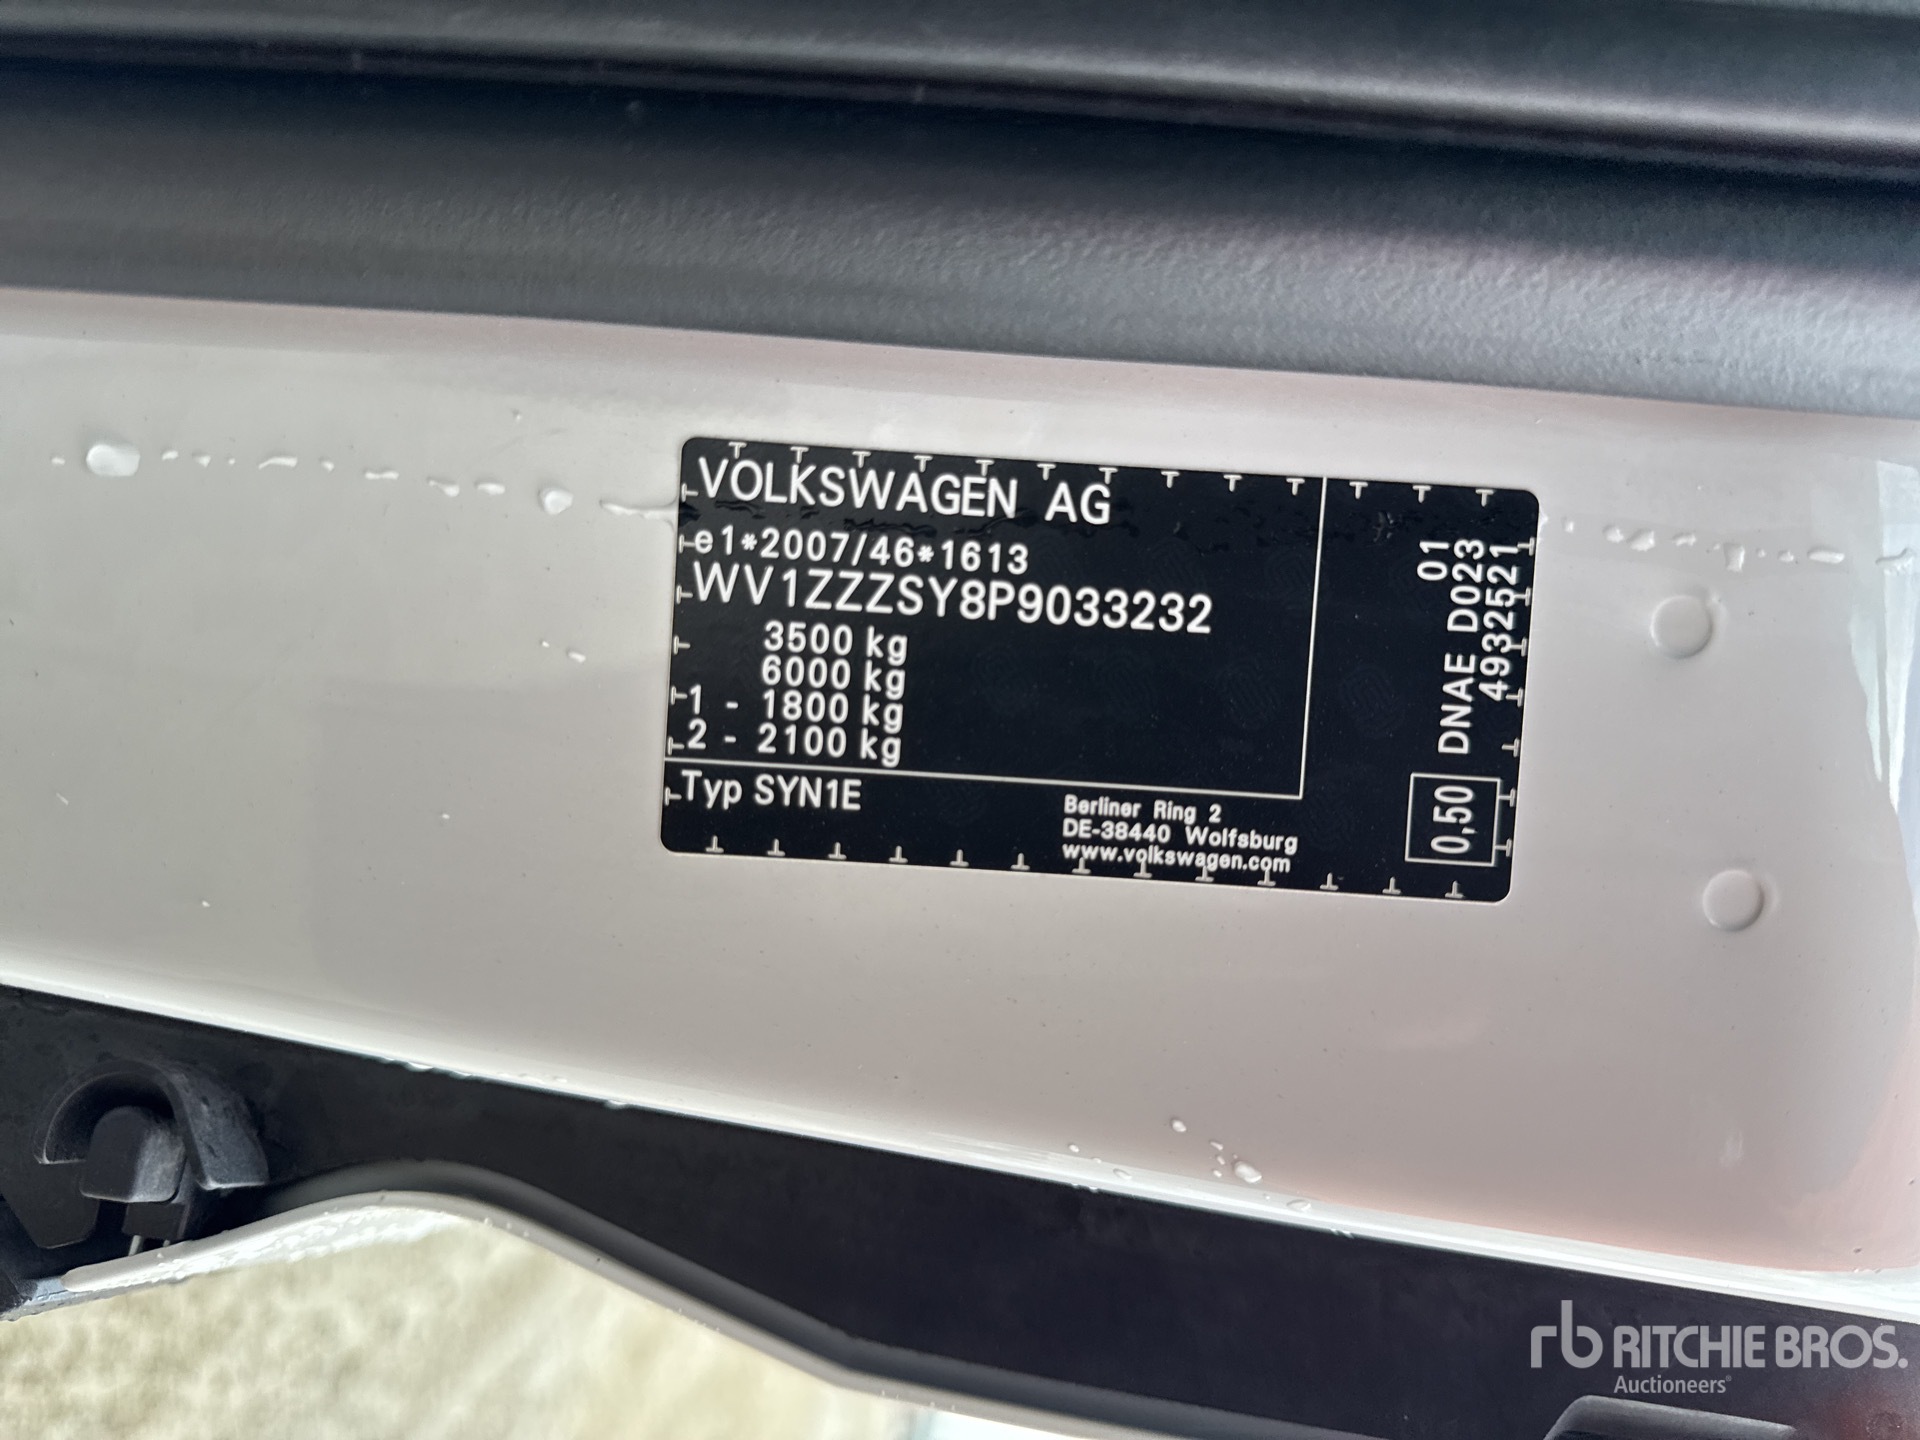 VOLKSWAGEN AG
e1*2007/46*1613
WV1ZZZSY8P9033232
3500 kg
6000 kg
1 - 1800 kg
2 - 2100 kg
Typ SYN1E
Berliner Ring 2
DE-38440 Wolfsburg
www.volkswagen.com
01
DNAE D023
4932521
0,50
rb RITCHIE BROS.
Auctioneers